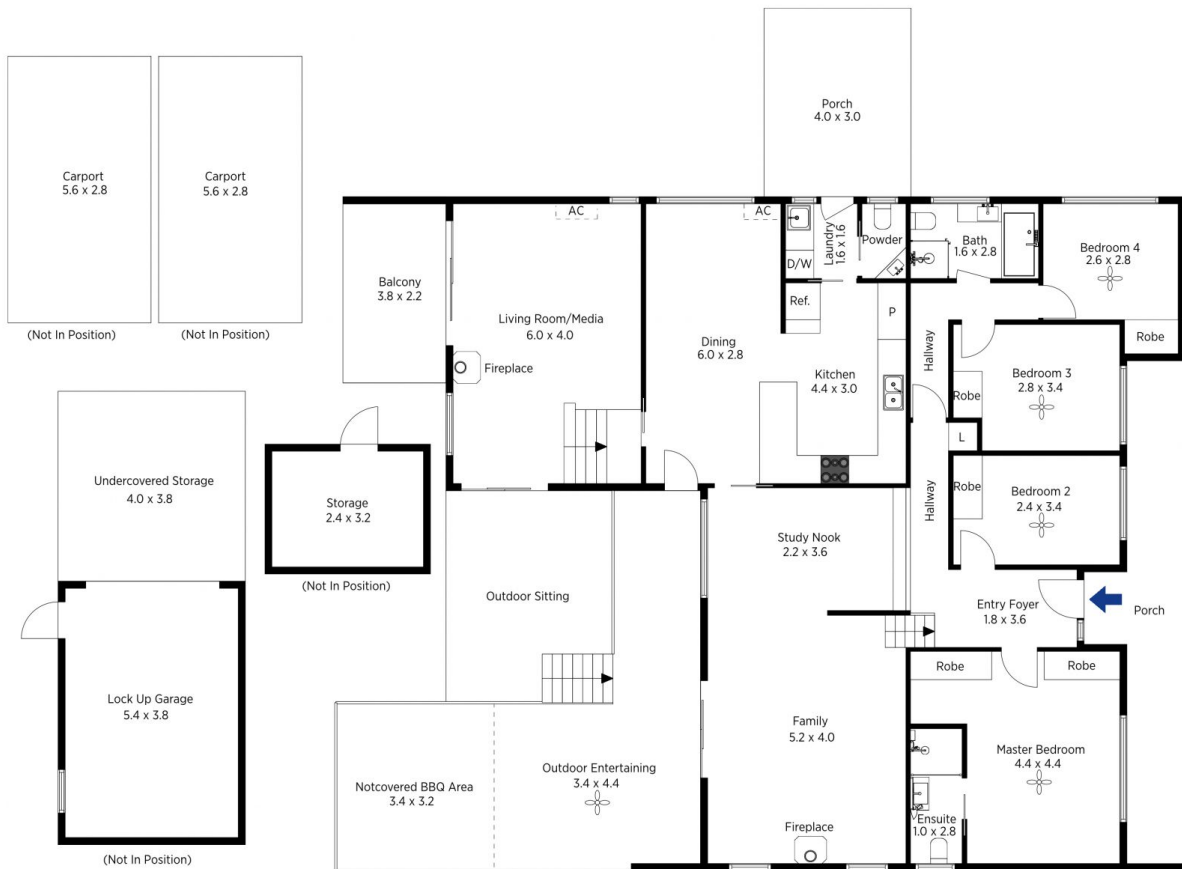 Porch
4.0 x 3.0
Carport
5.6 x 2.8
(Not In Position)
Carport
5.6 x 2.8
(Not In Position)
Balcony
3.8 x 2.2
AC
Living Room/Media
6.0 x 4.0
Fireplace
AC
Dining
6.0 x 2.8
D/W
Laundry
1.6 x 1.6
Powder
Ref.
P
Kitchen
4.4 x 3.0
Bath
1.6 x 2.8
Bedroom 4
2.6 x 2.8
Robe
Hallway
Bedroom 3
2.8 x 3.4
Robe
L
Hallway
Robe
Bedroom 2
2.4 x 3.4
Undercovered Storage
4.0 x 3.8
Storage
2.4 x 3.2
(Not In Position)
Study Nook
2.2 x 3.6
Outdoor Sitting
Entry Foyer
1.8 x 3.6
Porch
Robe
Robe
Lock Up Garage
5.4 x 3.8
(Not In Position)
Family
5.2 x 4.0
Master Bedroom
4.4 x 4.4
Notcovered BBQ Area
3.4 x 3.2
Outdoor Entertaining
3.4 x 4.4
Fireplace
Ensuite
1.0 x 2.8